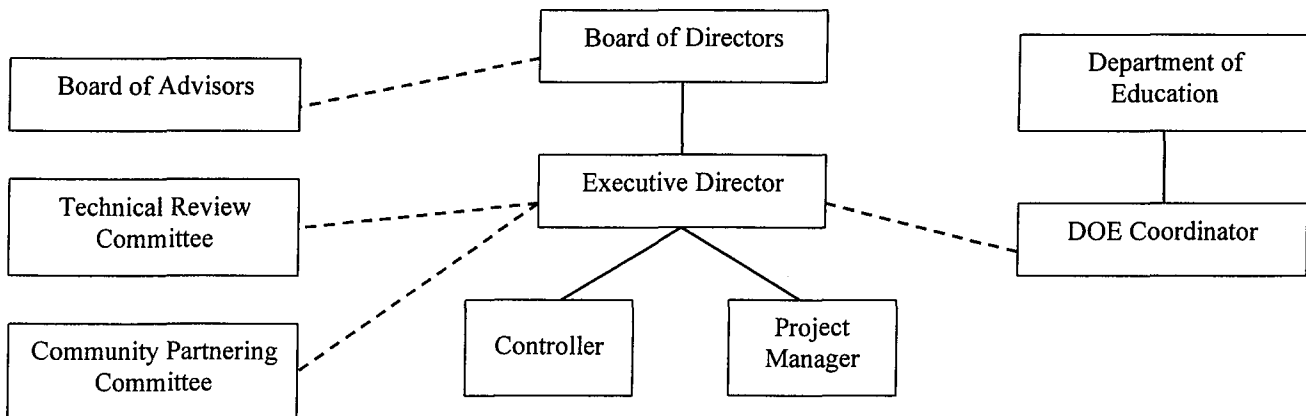 Board of Directors
Board of Advisors
Department of
Education
Executive Director
Technical Review
Committee
DOE Coordinator
Controller
Project
Manager
Community Partnering
Committee